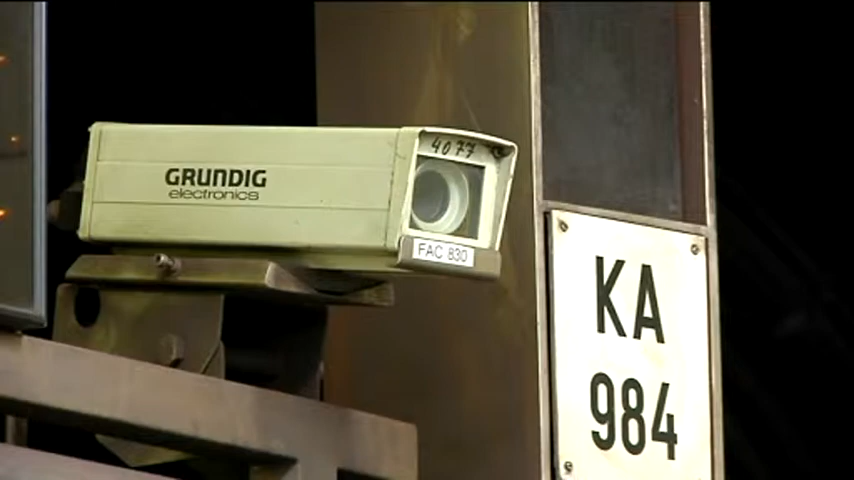 GRUNDIG
electronics
4077
FAC 830
KA
984